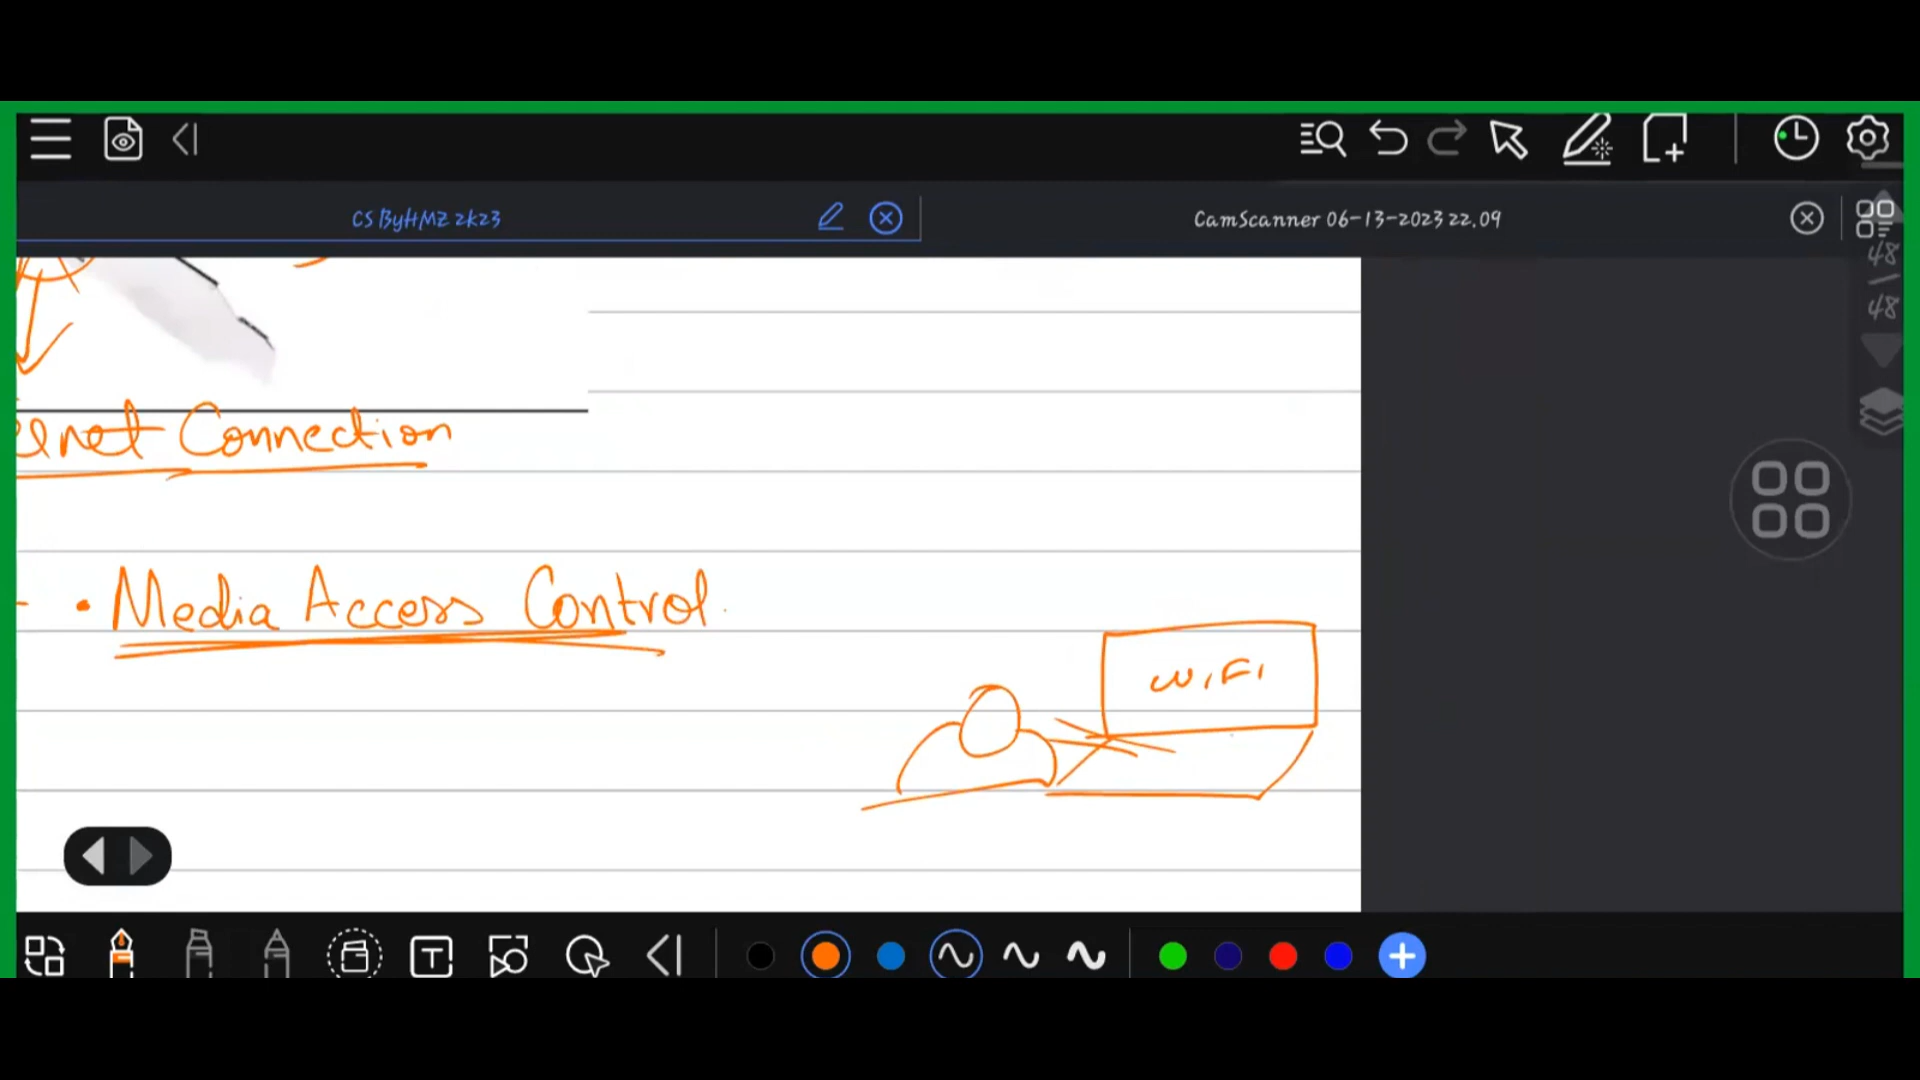 CS ByHMZ 2k23
CamScanner 06-13-2023 22.09
48
48
Connection
• Media Access Control.
WiFi
T